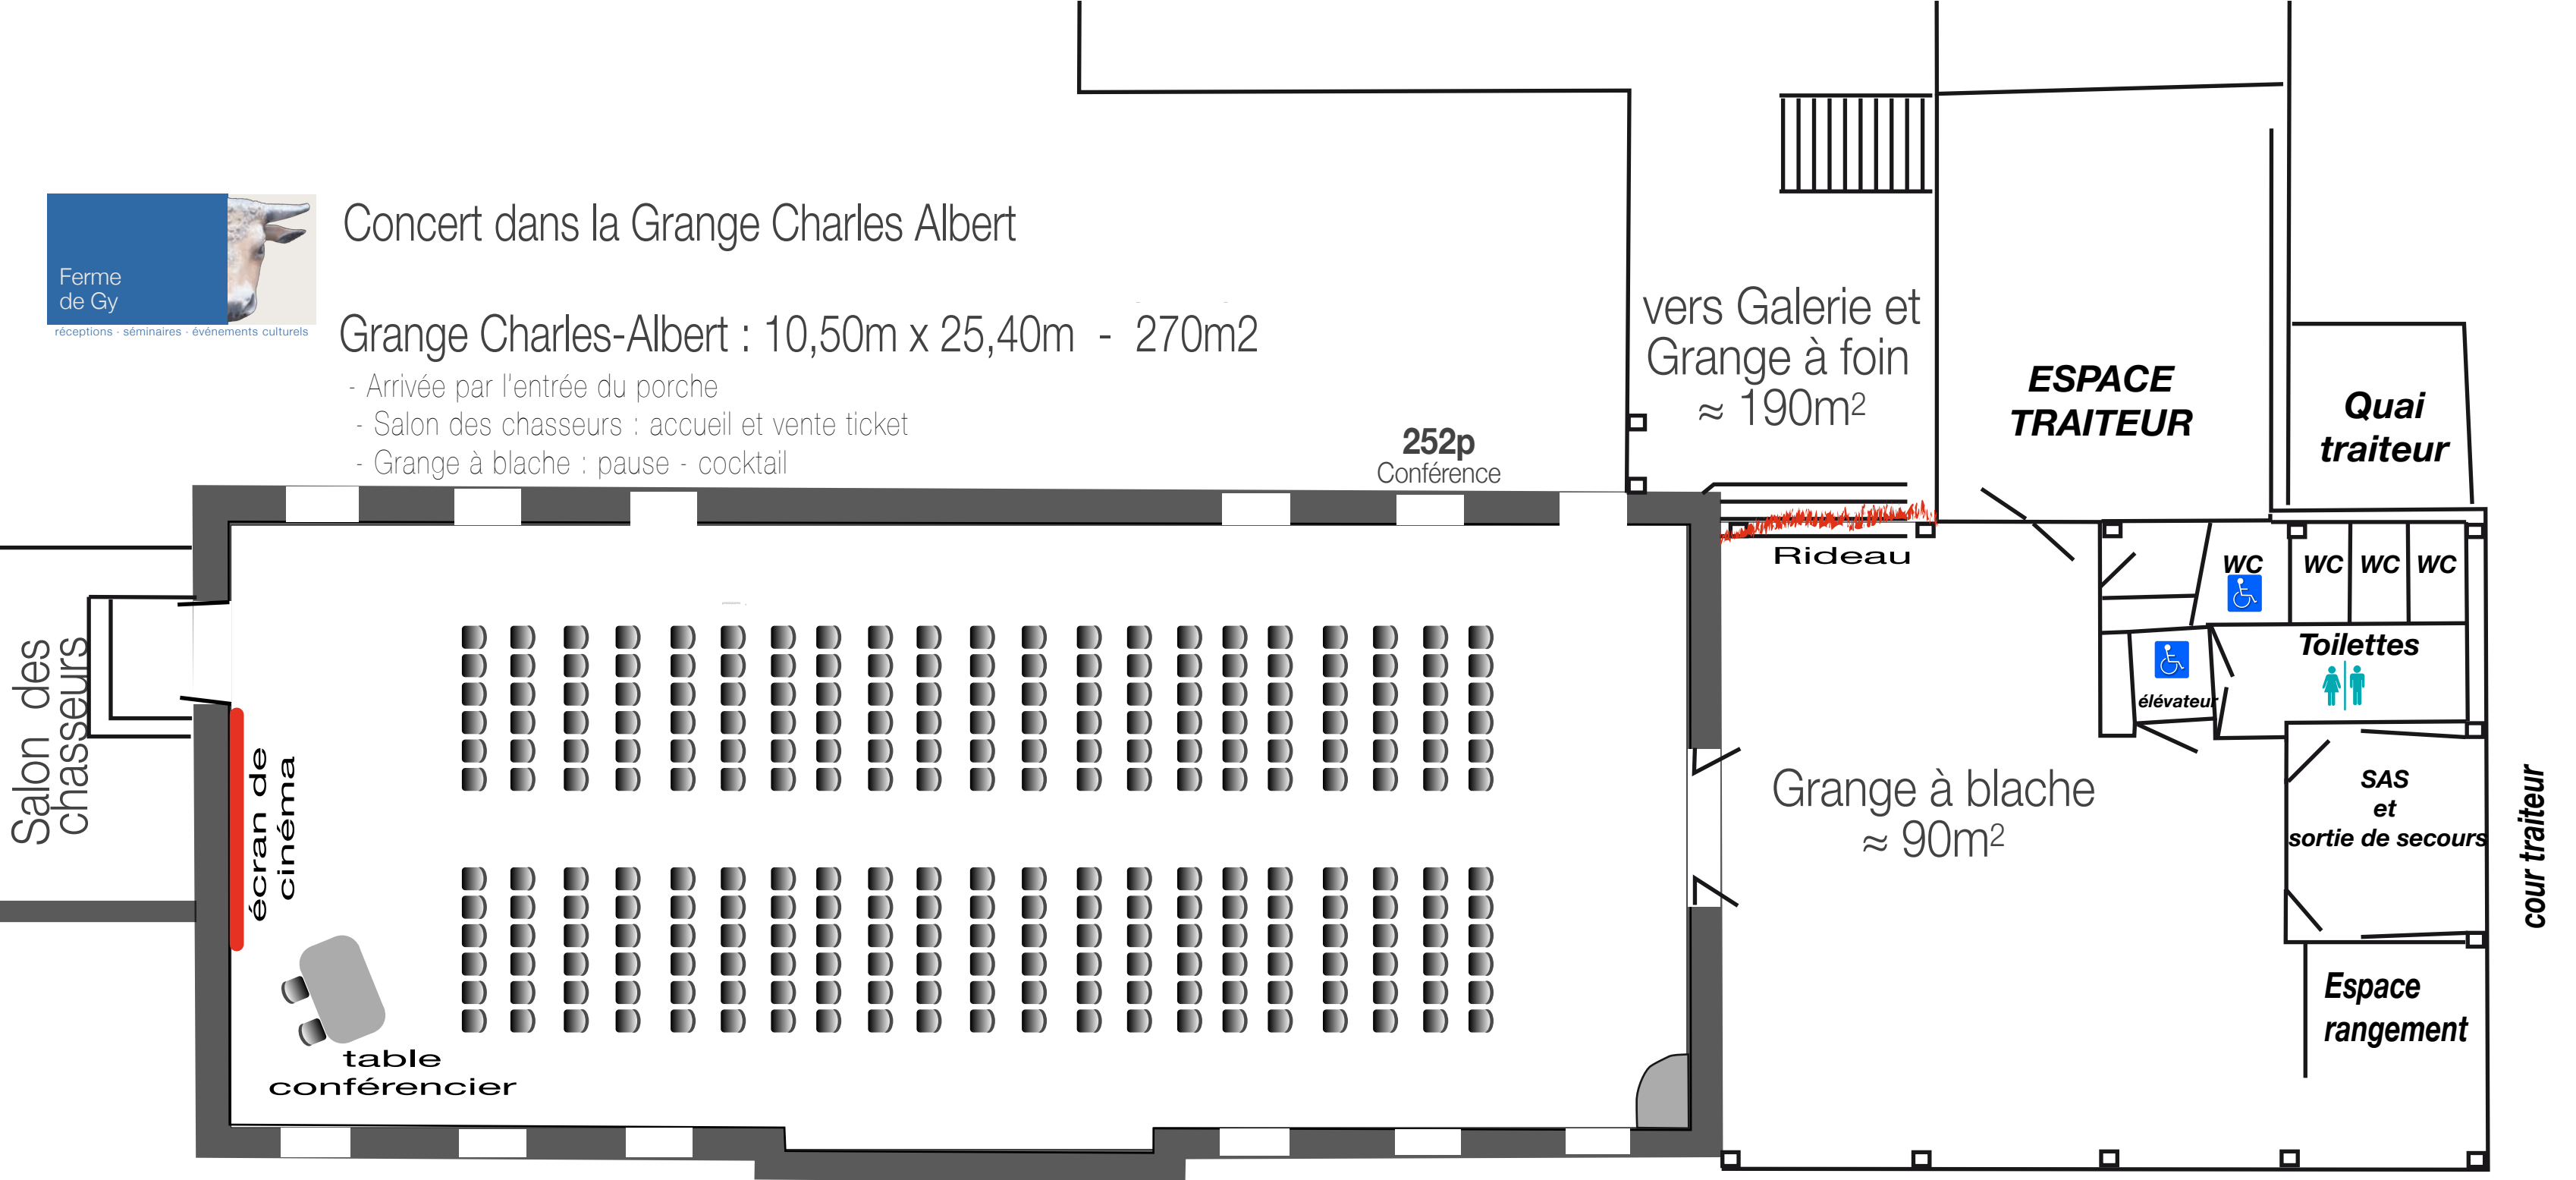 Ferme
de Gy
réceptions · séminaires · événements culturels
Concert dans la Grange Charles Albert
Grange Charles-Albert : 10,50m x 25,40m - 270m2
- Arrivée par l'entrée du porche
- Salon des chasseurs : accueil et vente ticket
- Grange à blache : pause - cocktail
252p
Conférence
vers Galerie et
Grange à foin
≈ 190m²
ESPACE
TRAITEUR
Quai
traiteur
Rideau
WC
WC
WC
WC
Toilettes
élévateur
Salon des
chasseurs
écran de
cinéma
table
conférencier
Grange à blache
≈ 90m²
SAS
et
sortie de secours
Espace
rangement
cour traiteur